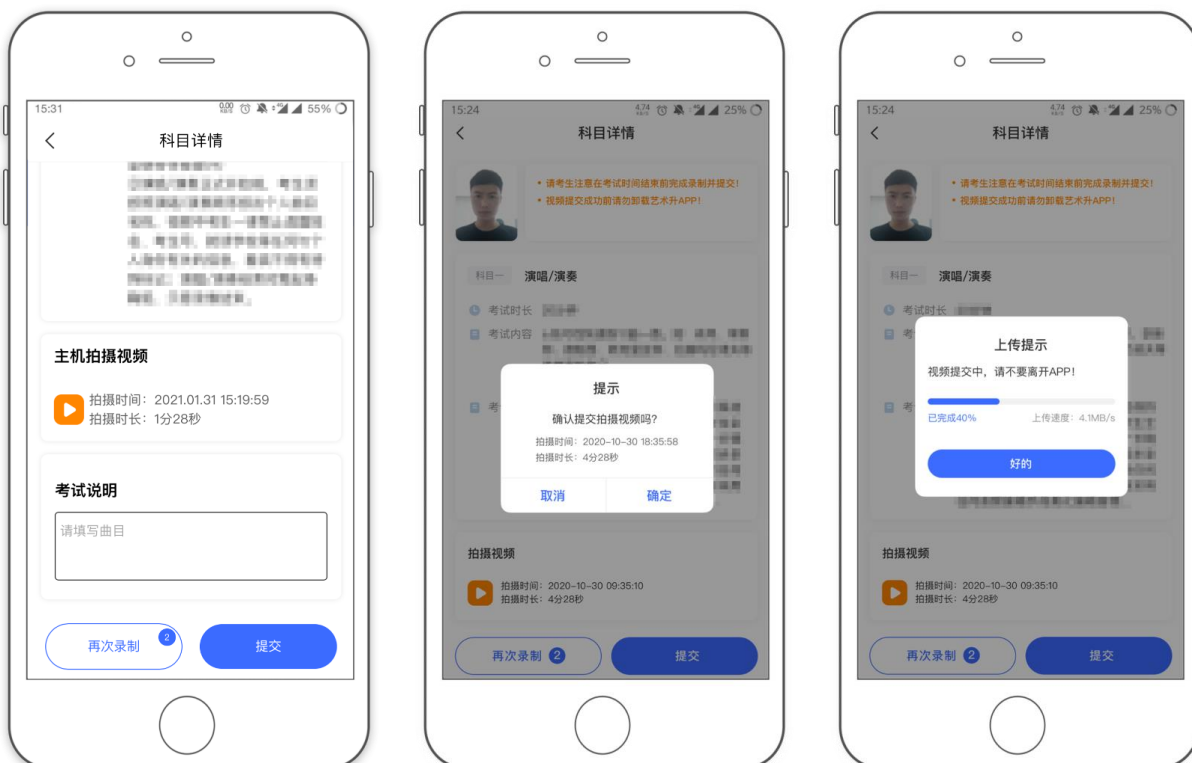 15:31
0.00 KB/S
55%
科目详情
主机拍摄视频
拍摄时间：2021.01.31 15:19:59
拍摄时长：1分28秒
考试说明
请填写曲目
再次录制 2
提交
15:24
4.74 KB/S
25%
科目详情
• 请考生注意在考试时间结束前完成录制并提交！
• 视频提交成功前请勿卸载艺术升APP！
科目一 演唱/演奏
考试时长
考试内容
考
提示
确认提交拍摄视频吗?
拍摄时间：2020-10-30 18:35:58
拍摄时长：4分28秒
取消
确定
拍摄视频
拍摄时间：2020-10-30 09:35:10
拍摄时长：4分28秒
再次录制 2
提交
15:24
4.74 KB/S
25%
科目详情
• 请考生注意在考试时间结束前完成录制并提交！
• 视频提交成功前请勿卸载艺术升APP！
科目一 演唱/演奏
考试时长
考
考
上传提示
视频提交中，请不要离开APP！
已完成40%
上传速度：4.1MB/s
好的
拍摄视频
拍摄时间：2020-10-30 09:35:10
拍摄时长：4分28秒
再次录制 2
提交